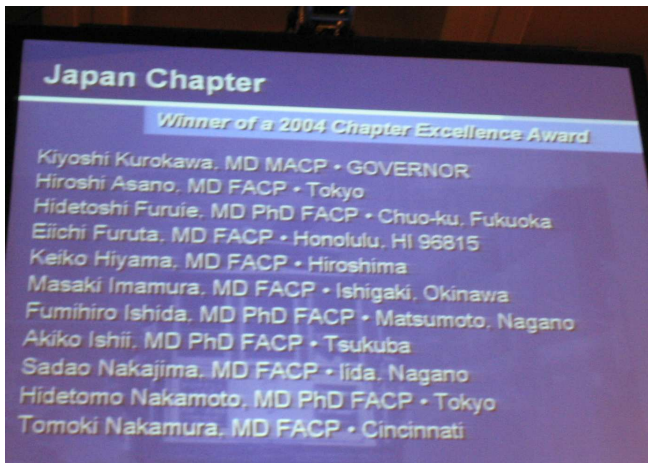 Japan Chapter
Winner of a 2004 Chapter Excellence Award
Kiyoshi Kurokawa, MD MACP • GOVERNOR
Hiroshi Asano, MD FACP • Tokyo
Hidetoshi Furuie, MD PhD FACP • Chuo-ku, Fukuoka
Eiichi Furuta, MD FACP • Honolulu, HI 96815
Keiko Hiyama, MD FACP • Hiroshima
Masaki Imamura, MD FACP • Ishigaki, Okinawa
Fumihiro Ishida, MD PhD FACP • Matsumoto, Nagano
Akiko Ishii, MD PhD FACP • Tsukuba
Sadao Nakajima, MD FACP • Iida, Nagano
Hidetomo Nakamoto, MD PhD FACP • Tokyo
Tomoki Nakamura, MD FACP • Cincinnati